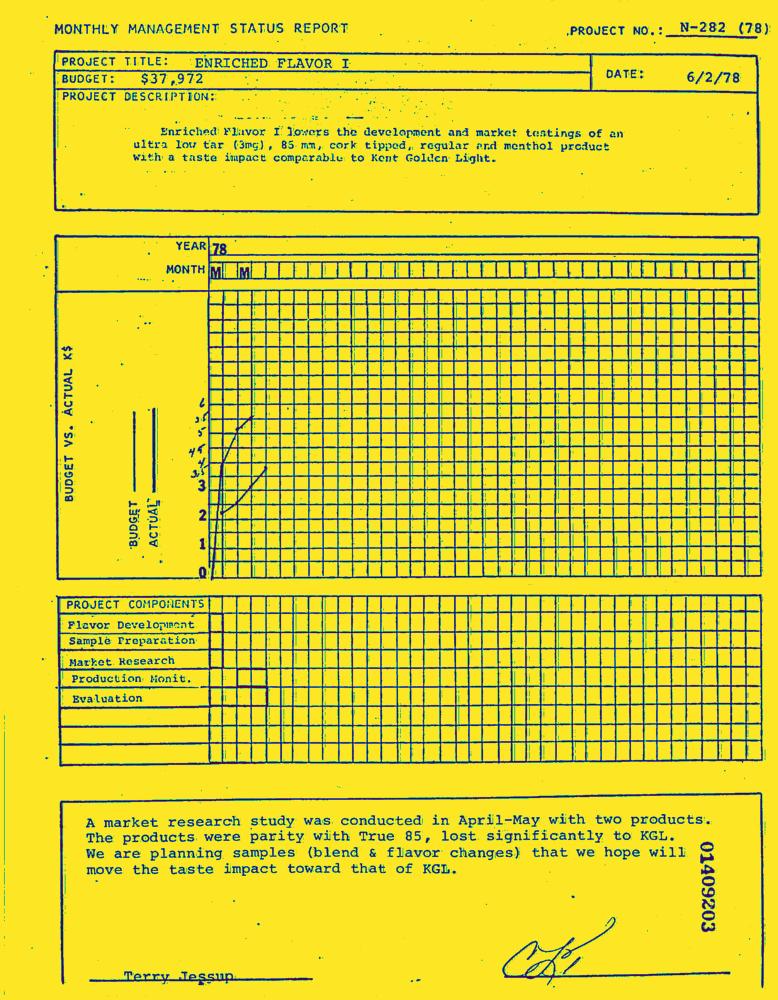 MONTHLY MANAGEMENT STATUS REPORT
PROJECT NO.: N-282 (78)
PROJECT TITLE: ENRICHED FLAVOR I
BUDGET: $37,972
DATE: 6/2/78
PROJECT DESCRIPTION:
Enriched Flavor I lowers the development and market testings of an
ultra low tar (3mg), 85 mm, cork tipped, regular and menthol product
with a taste impact comparable to Kent Golden Light.
YEAR 78
MONTH M M
BUDGET VS. ACTUAL K$
BUDGET
ACTUAL
6
5
4.5
4
3.5
3
2
1
0
PROJECT COMPONENTS
Flavor Development
Sample Preparation
Market Research
Production Monit.
Evaluation
A market research study was conducted in April-May with two products.
The products were parity with True 85, lost significantly to KGL.
We are planning samples (blend & flavor changes) that we hope will
move the taste impact toward that of KGL.
01409203
Terry Jessup